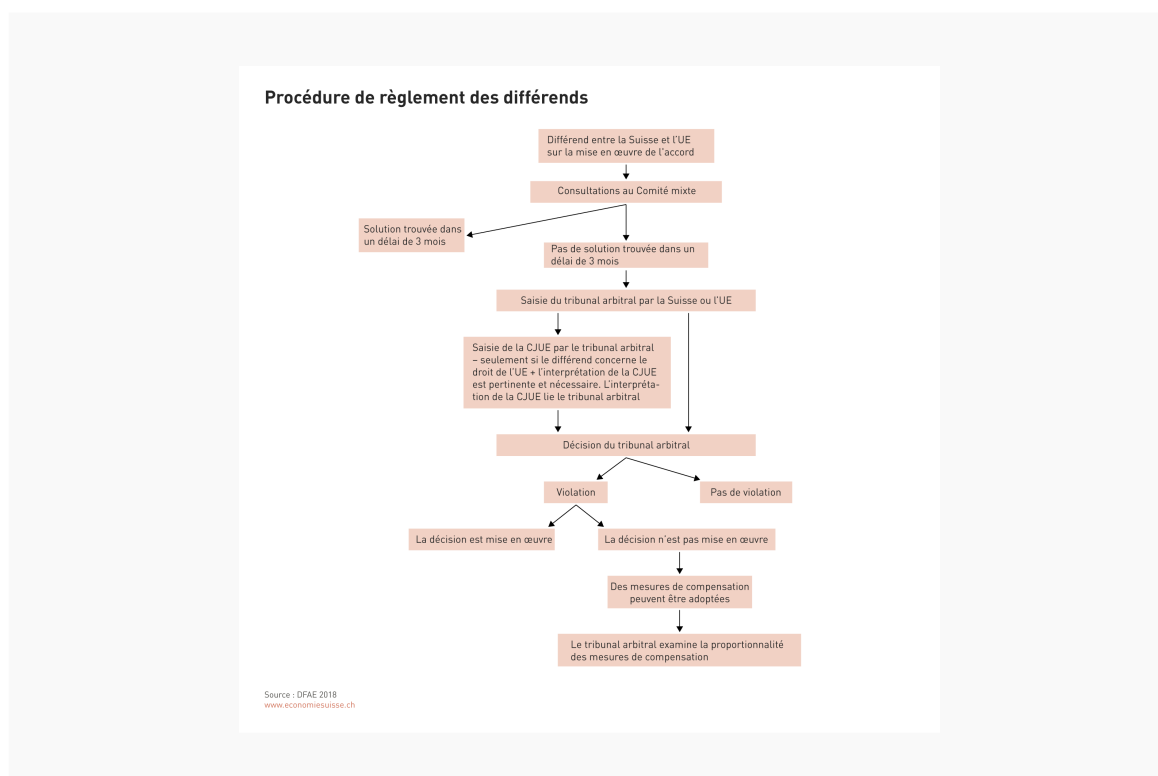 Procédure de règlement des différends
Différend entre la Suisse et l'UE
sur la mise en œuvre de l'accord
Consultations au Comité mixte
Solution trouvée dans
un délai de 3 mois
Pas de solution trouvée dans un
délai de 3 mois
Saisie du tribunal arbitral par la Suisse ou l'UE
Saisie de la CJUE par le tribunal arbitral
– seulement si le différend concerne le
droit de l'UE + l'interprétation de la CJUE
est pertinente et nécessaire. L'interpréta-
tion de la CJUE lie le tribunal arbitral
Décision du tribunal arbitral
Violation
Pas de violation
La décision est mise en œuvre
La décision n'est pas mise en œuvre
Des mesures de compensation
peuvent être adoptées
Le tribunal arbitral examine la proportionnalité
des mesures de compensation
Source : DFAE 2018
www.economiesuisse.ch